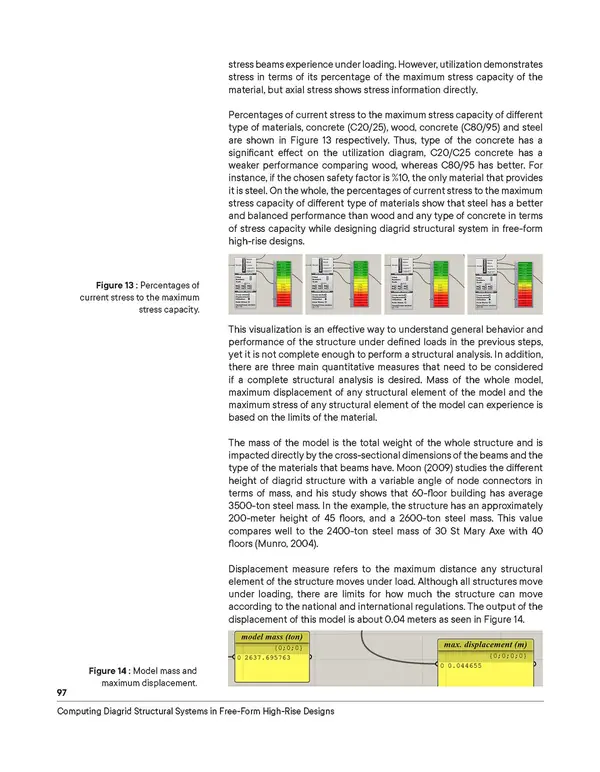 stress beams experience under loading. However, utilization demonstrates
stress in terms of its percentage of the maximum stress capacity of the
material, but axial stress shows stress information directly.
Percentages of current stress to the maximum stress capacity of different
type of materials, concrete (C20/25), wood, concrete (C80/95) and steel
are shown in Figure 13 respectively. Thus, type of the concrete has a
significant effect on the utilization diagram, C20/C25 concrete has a
weaker performance comparing wood, whereas C80/95 has better. For
instance, if the chosen safety factor is %10, the only material that provides
it is steel. On the whole, the percentages of current stress to the maximum
stress capacity of different type of materials show that steel has a better
and balanced performance than wood and any type of concrete in terms
of stress capacity while designing diagrid structural system in free-form
high-rise designs.
Figure 13 : Percentages of
current stress to the maximum
stress capacity.
This visualization is an effective way to understand general behavior and
performance of the structure under defined loads in the previous steps,
yet it is not complete enough to perform a structural analysis. In addition,
there are three main quantitative measures that need to be considered
if a complete structural analysis is desired. Mass of the whole model,
maximum displacement of any structural element of the model and the
maximum stress of any structural element of the model can experience is
based on the limits of the material.
The mass of the model is the total weight of the whole structure and is
impacted directly by the cross-sectional dimensions of the beams and the
type of the materials that beams have. Moon (2009) studies the different
height of diagrid structure with a variable angle of node connectors in
terms of mass, and his study shows that 60-floor building has average
3500-ton steel mass. In the example, the structure has an approximately
200-meter height of 45 floors, and a 2600-ton steel mass. This value
compares well to the 2400-ton steel mass of 30 St Mary Axe with 40
floors (Munro, 2004).
Displacement measure refers to the maximum distance any structural
element of the structure moves under load. Although all structures move
under loading, there are limits for how much the structure can move
according to the national and international regulations. The output of the
displacement of this model is about 0.04 meters as seen in Figure 14.
model mass (ton)
{0;0;0}
0 2637.695763
max. displacement (m)
{0;0;0;0}
0 0.044655
Figure 14 : Model mass and
maximum displacement.
97
Computing Diagrid Structural Systems in Free-Form High-Rise Designs